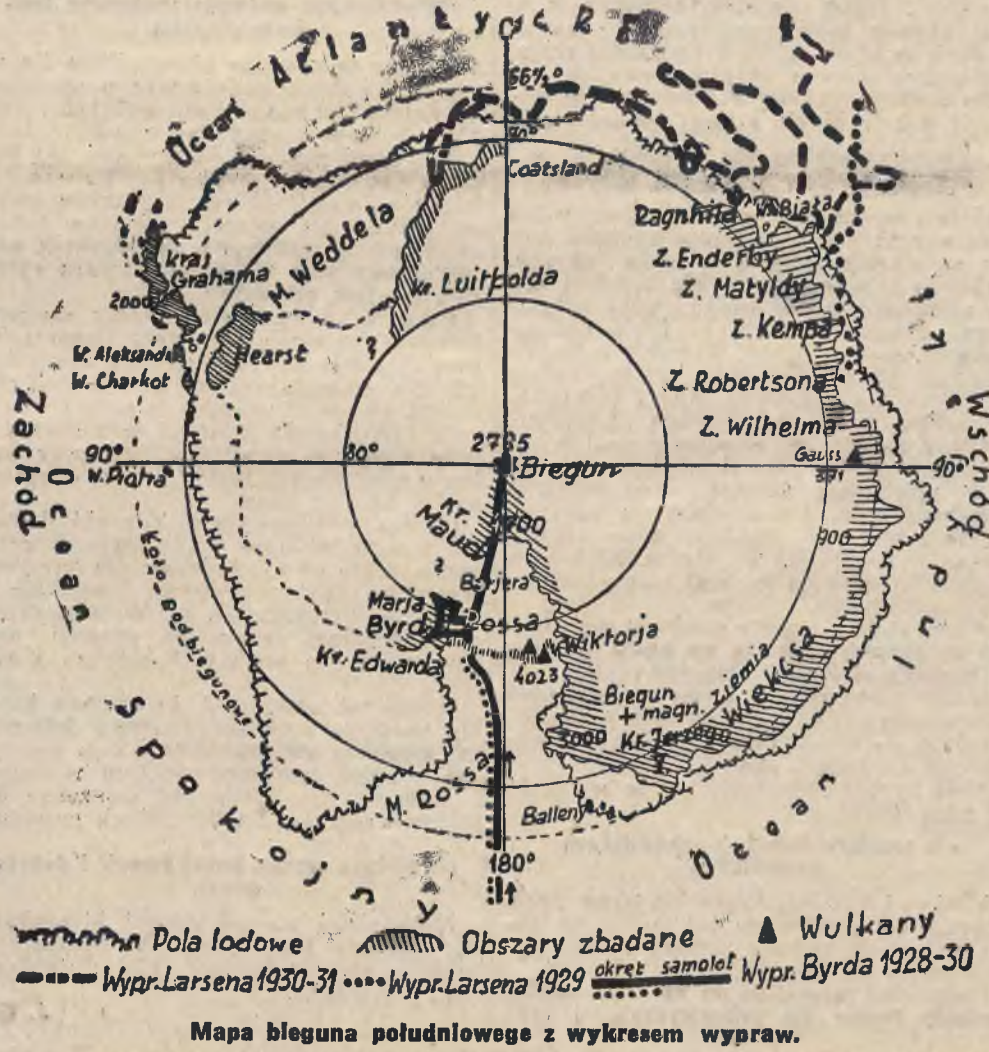 Ocean Atlantycki
66½°
70°
Coatsland
Ragnhild W. Biała
kraj
Grahama
M. Weddela
Z. Enderby
2000
kr. Luitpolda
Z. Matyldy
Z. Kempa
W. Aleksandra
W. Charkot
Hearst
?
Z. Robertsona
Z. Wilhelma
Zachód
Wschód
2765
Gauss
90°
80°
Biegun
90°
W. Piotra
391
Ocean
Spokojny
Kr.
Maud
900
?
Barjera
Marja
Byrd
Rossa
Wiktorja
Kr. Edwarda
4023
Koło podbiegunowe
Biegun
+ magn.
ziemia
Wilkesa
Kr. Jerzego
M. Rossa
Balleny
Ocean
180°
Pola lodowe
Obszary zbadane
Wulkany
Wypr. Larsena 1930-31
Wypr. Larsena 1929
okręt samolot
Wypr. Byrda 1928-30
Mapa bieguna południowego z wykresem wypraw.